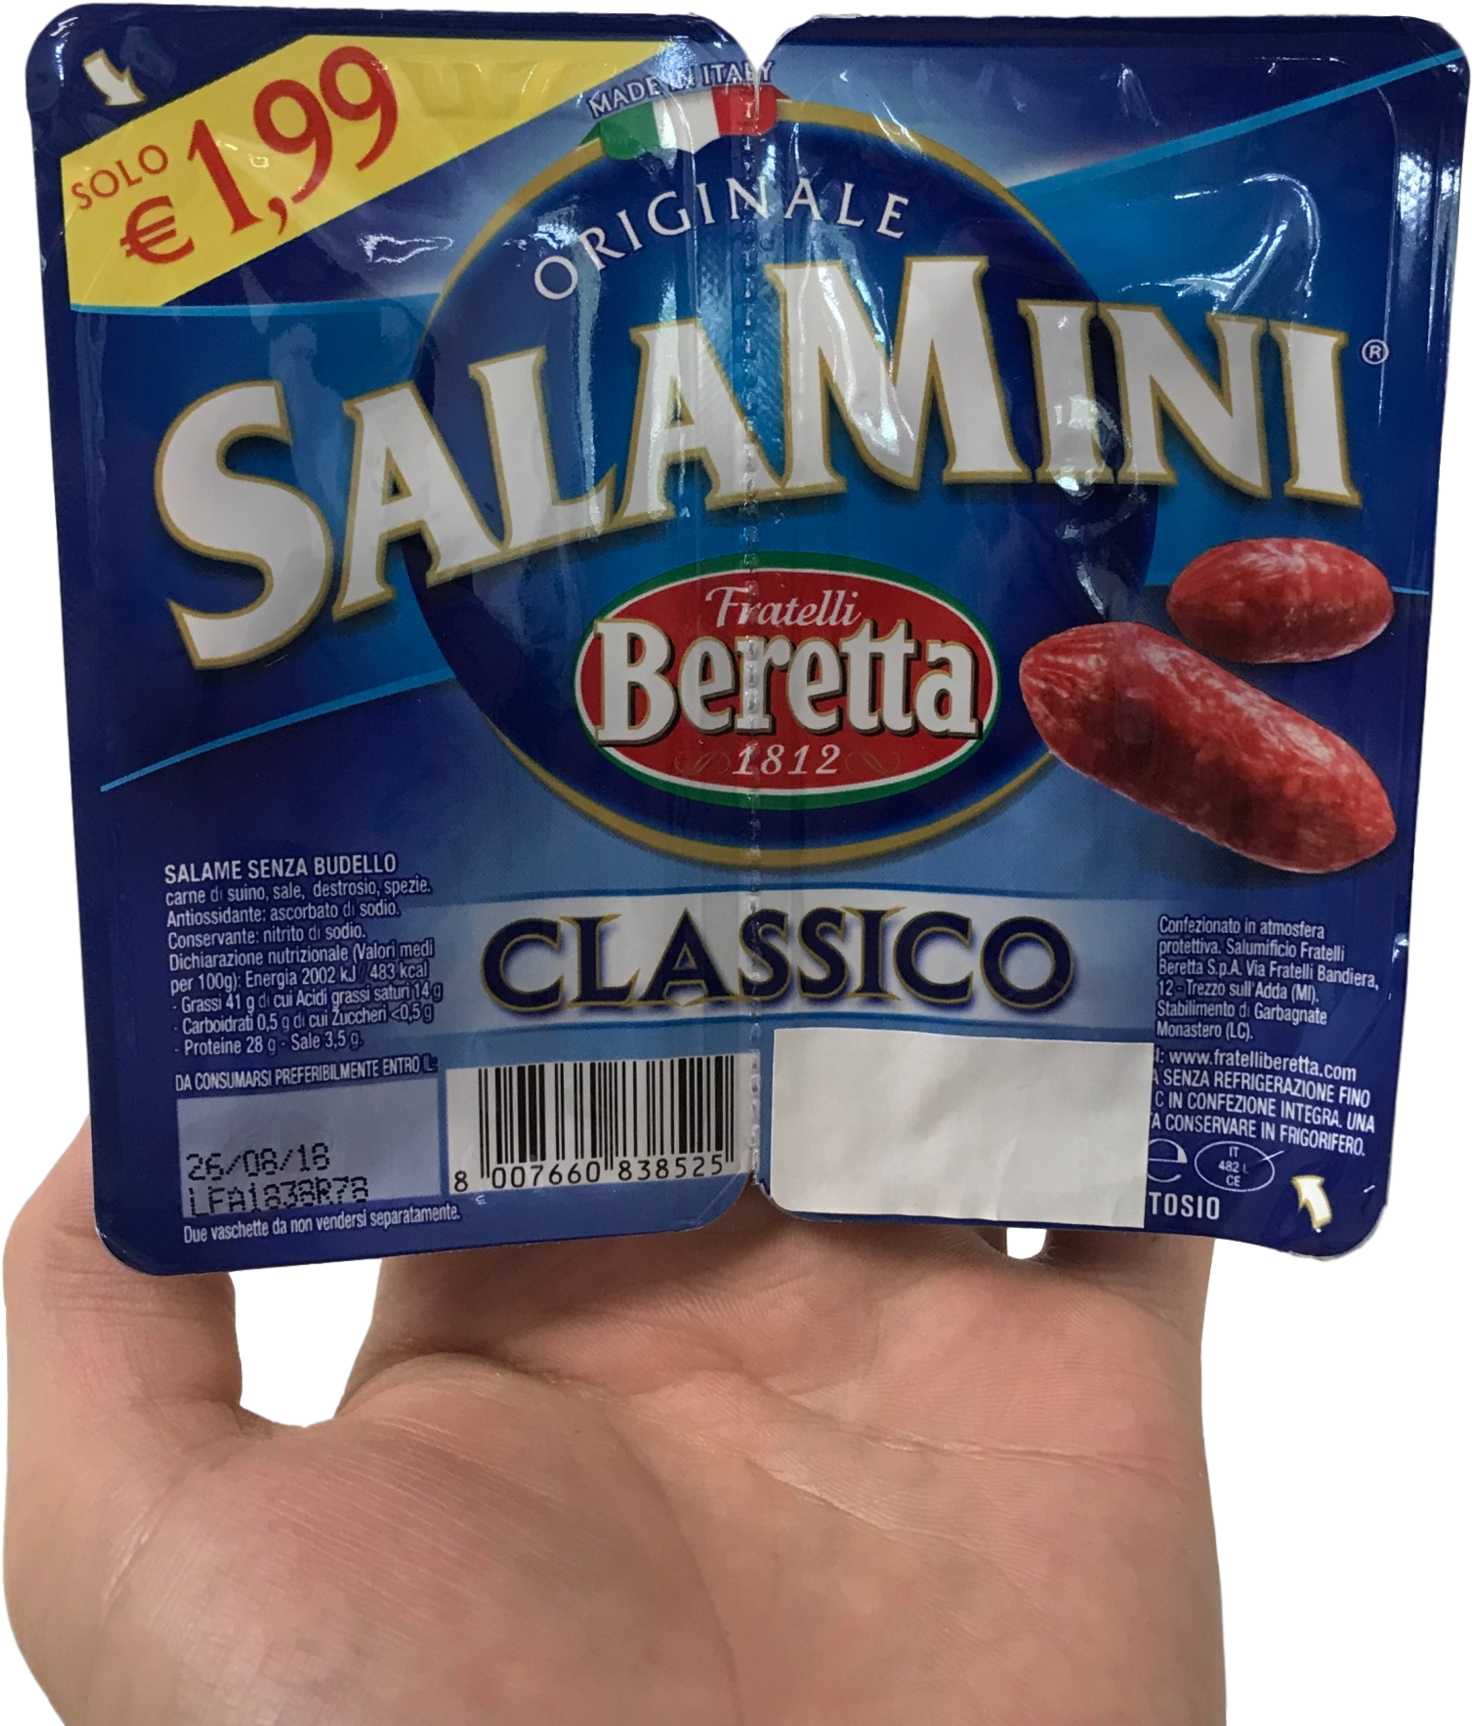 SOLO
€ 1,99
MADE IN ITALY
ORIGINALE
SALAMINI®
Fratelli
Beretta
1812
CLASSICO
SALAME SENZA BUDELLO
carne di suino, sale, destrosio, spezie.
Antiossidante: ascorbato di sodio.
Conservante: nitrito di sodio.
Dichiarazione nutrizionale (Valori medi
per 100g): Energia 2002 kJ / 483 kcal
- Grassi 41 g di cui Acidi grassi saturi 14 g
- Carboidrati 0,5 g di cui Zuccheri <0,5 g
- Proteine 28 g - Sale 3,5 g.
DA CONSUMARSI PREFERIBILMENTE ENTRO IL:
26/08/18
LFA1838R78
Due vaschette da non vendersi separatamente.
8 007660 838525
Confezionato in atmosfera
protettiva. Salumificio Fratelli
Beretta S.p.A. Via Fratelli Bandiera,
12 - Trezzo sull'Adda (MI).
Stabilimento di Garbagnate
Monastero (LC).
www.fratelliberetta.com
A SENZA REFRIGERAZIONE FINO
C IN CONFEZIONE INTEGRA. UNA
A CONSERVARE IN FRIGORIFERO.
e
IT
482 L
CE
TOSIO